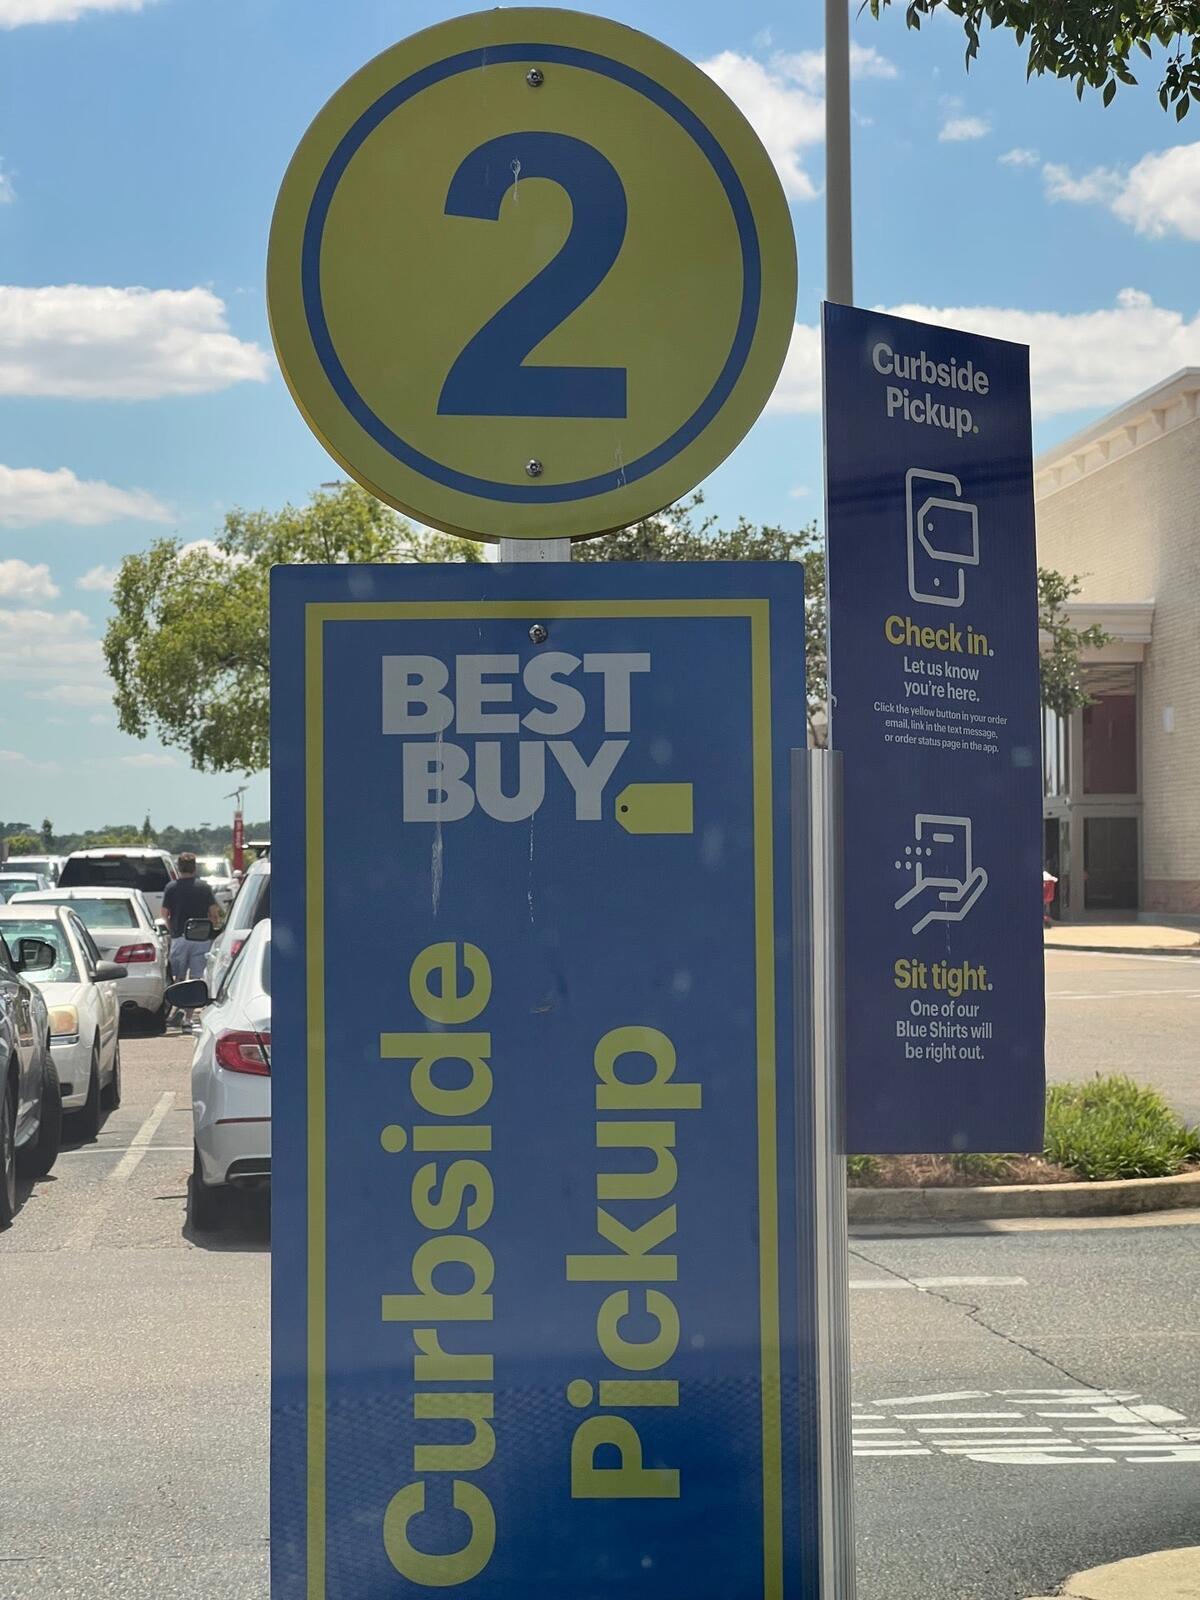 2
BEST
BUY
Curbside
Pickup
Curbside
Pickup.
Check in.
Let us know
you're here.
Click the yellow button in your order
email, link in the text message,
or order status page in the app.
Sit tight.
One of our
Blue Shirts will
be right out.